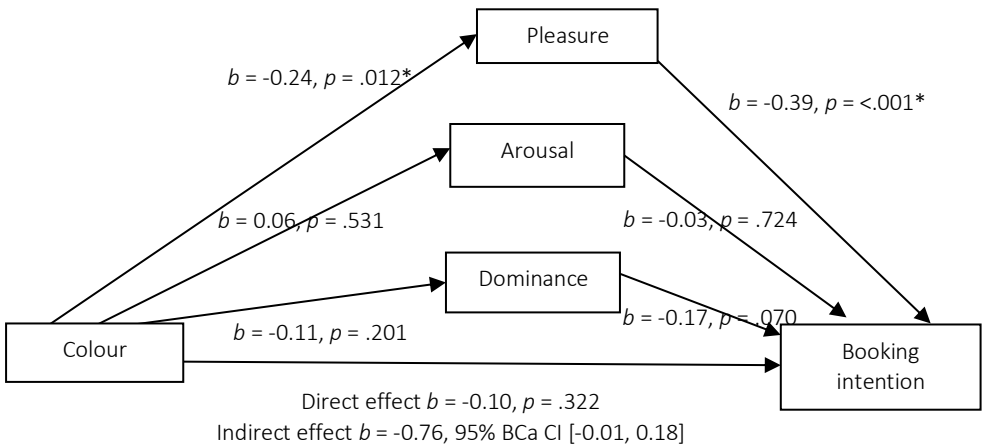 Pleasure
b = -0.24, p = .012*
b = -0.39, p = <.001*
Arousal
b = 0.06, p = .531
b = -0.03, p = .724
Dominance
b = -0.11, p = .201
b = -0.17, p = .070
Colour
Booking
intention
Direct effect b = -0.10, p = .322
Indirect effect b = -0.76, 95% BCa CI [-0.01, 0.18]